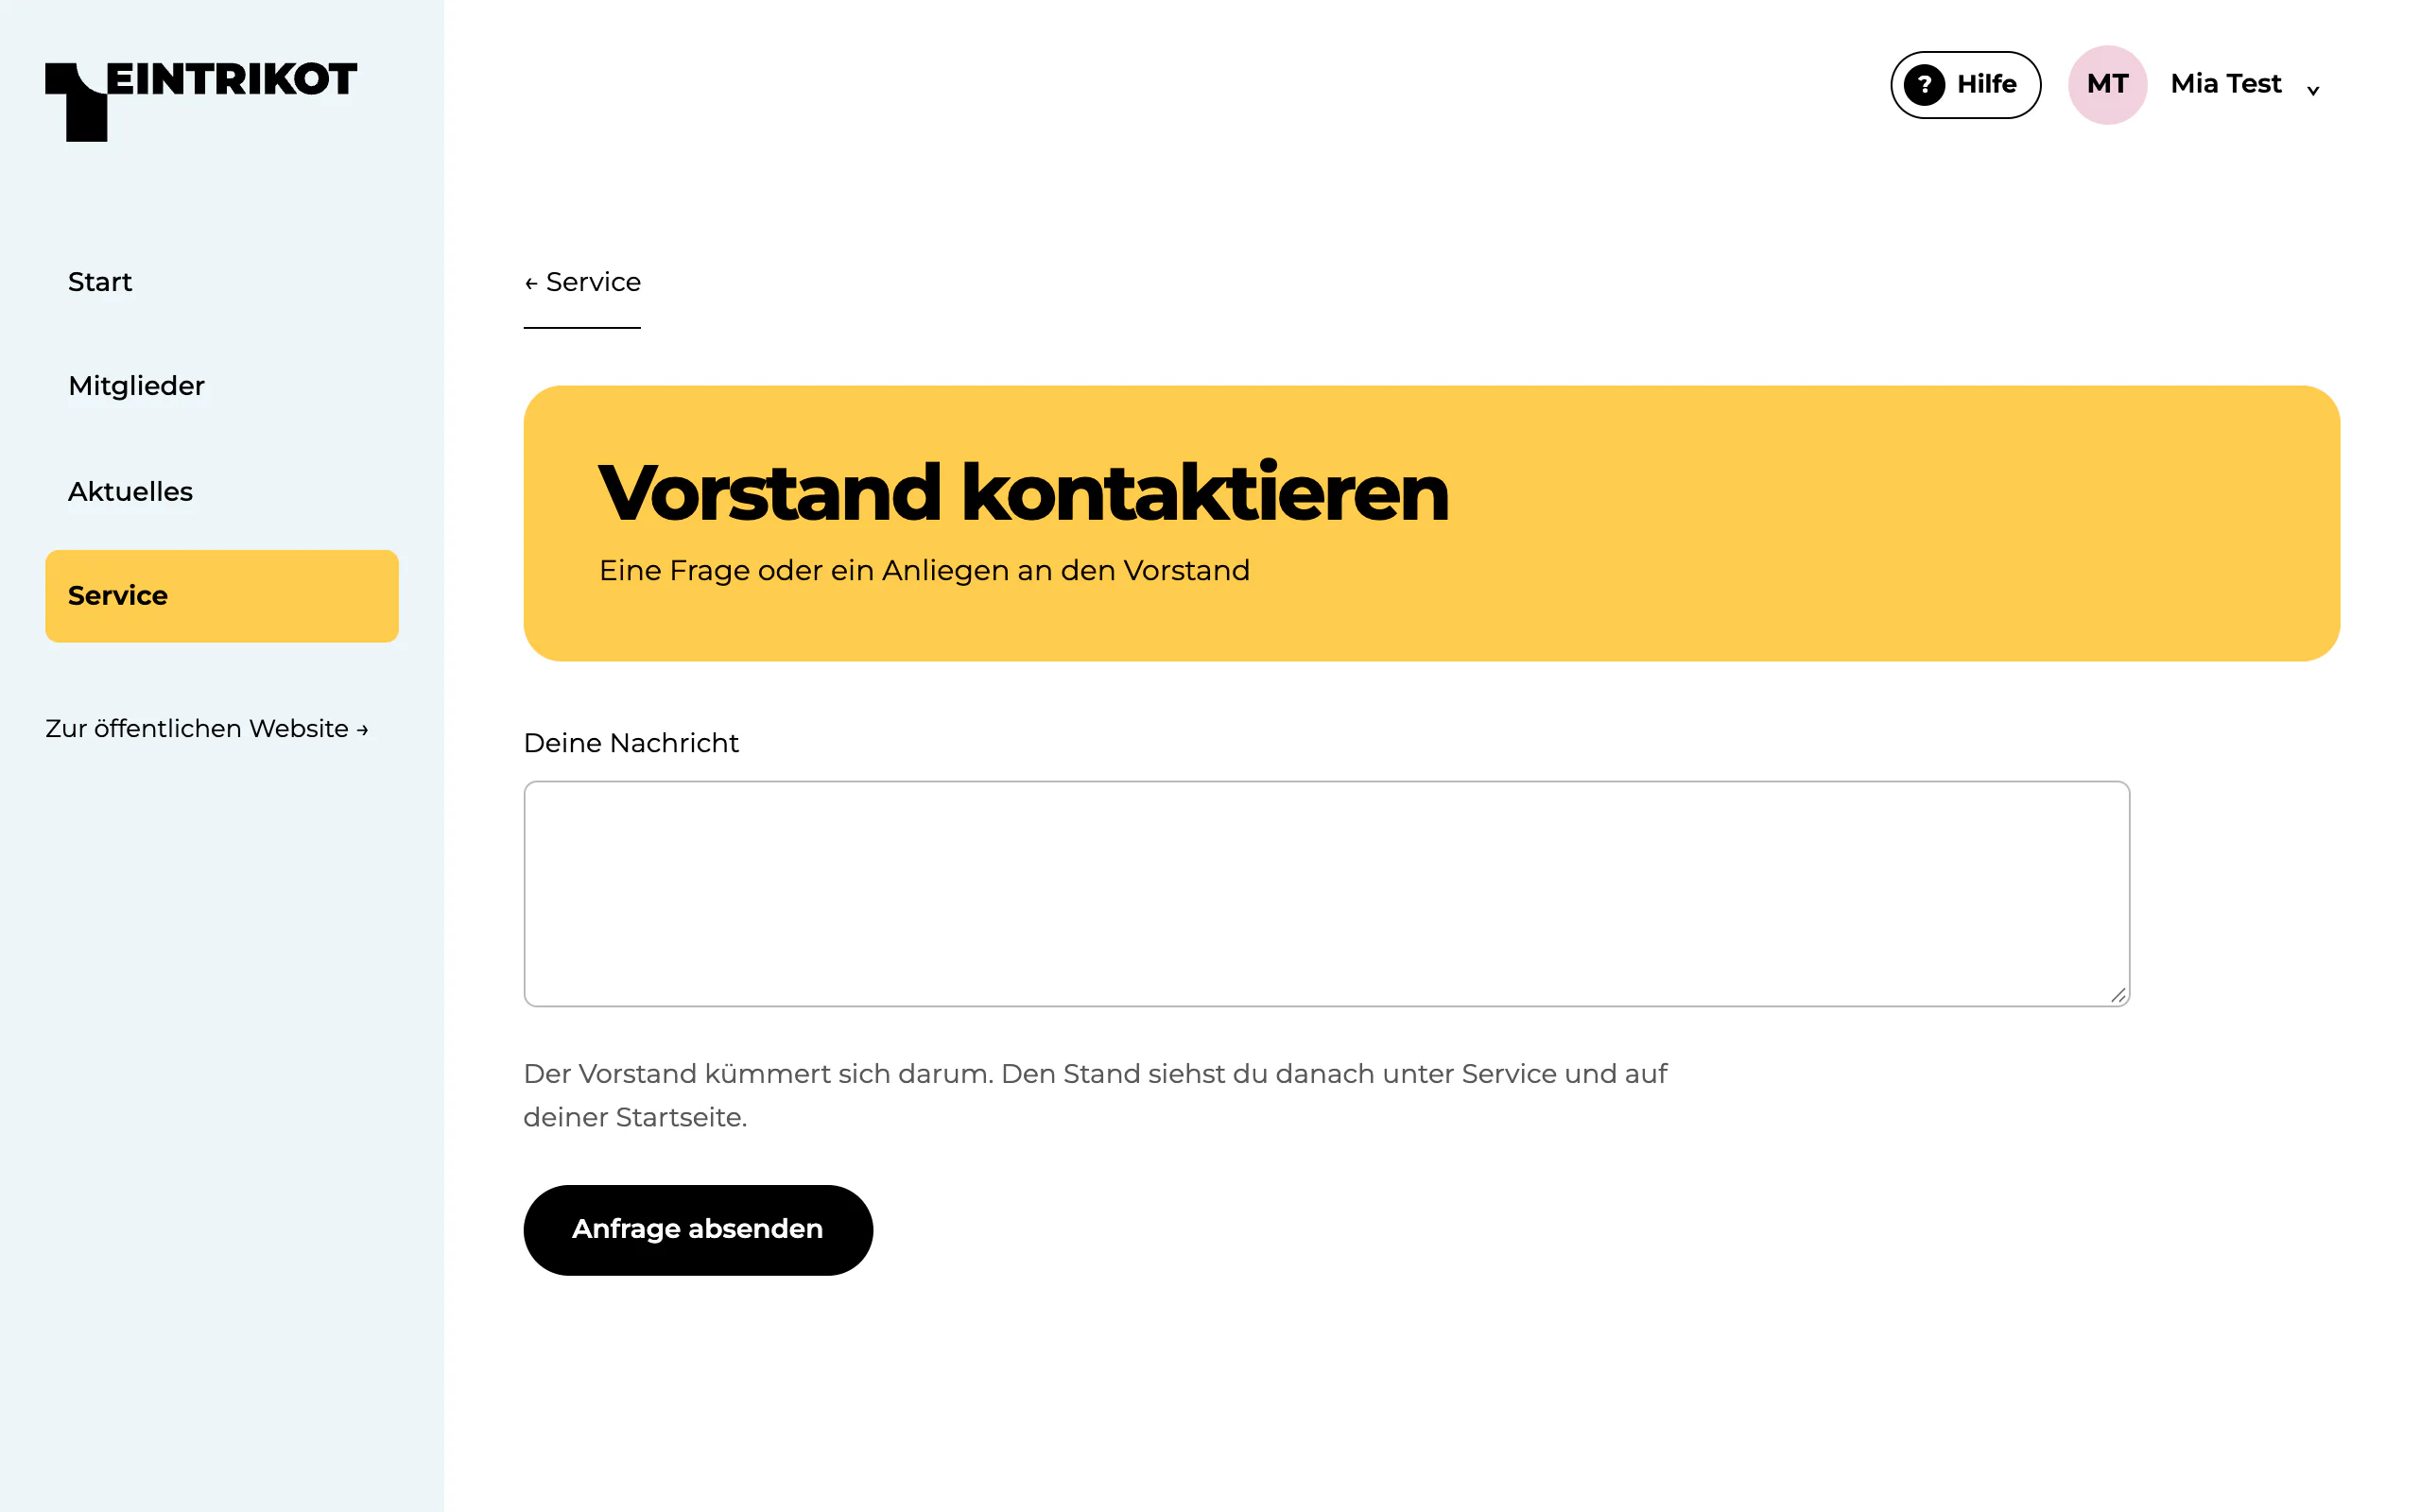 EINTRIKOT
? Hilfe
MT
Mia Test
Start
Mitglieder
Aktuelles
Service
Zur öffentlichen Website →
← Service
Vorstand kontaktieren
Eine Frage oder ein Anliegen an den Vorstand
Deine Nachricht
Der Vorstand kümmert sich darum. Den Stand siehst du danach unter Service und auf
deiner Startseite.
Anfrage absenden